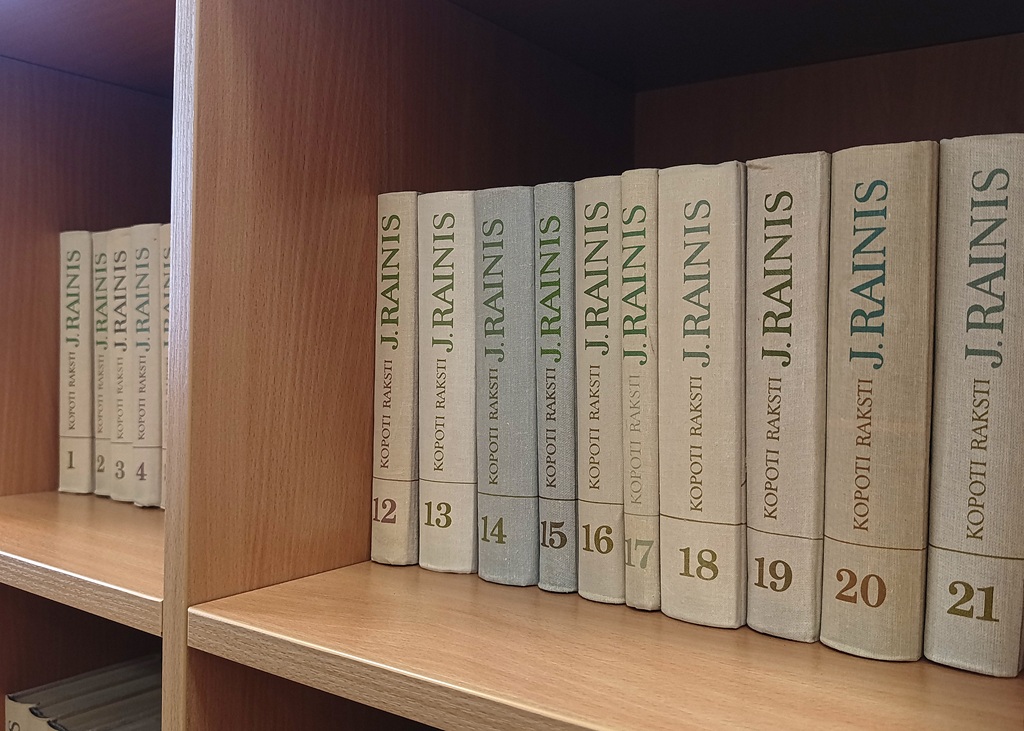 J. RAINIS KOPOTI RAKSTI 1
J. RAINIS KOPOTI RAKSTI 2
J. RAINIS KOPOTI RAKSTI 3
J. RAINIS KOPOTI RAKSTI 4
RAINIS
J. RAINIS KOPOTI RAKSTI 12
J. RAINIS KOPOTI RAKSTI 13
J. RAINIS KOPOTI RAKSTI 14
J. RAINIS KOPOTI RAKSTI 15
J. RAINIS KOPOTI RAKSTI 16
J. RAINIS KOPOTI RAKSTI 17
J. RAINIS KOPOTI RAKSTI 18
J. RAINIS KOPOTI RAKSTI 19
J. RAINIS KOPOTI RAKSTI 20
J. RAINIS KOPOTI RAKSTI 21